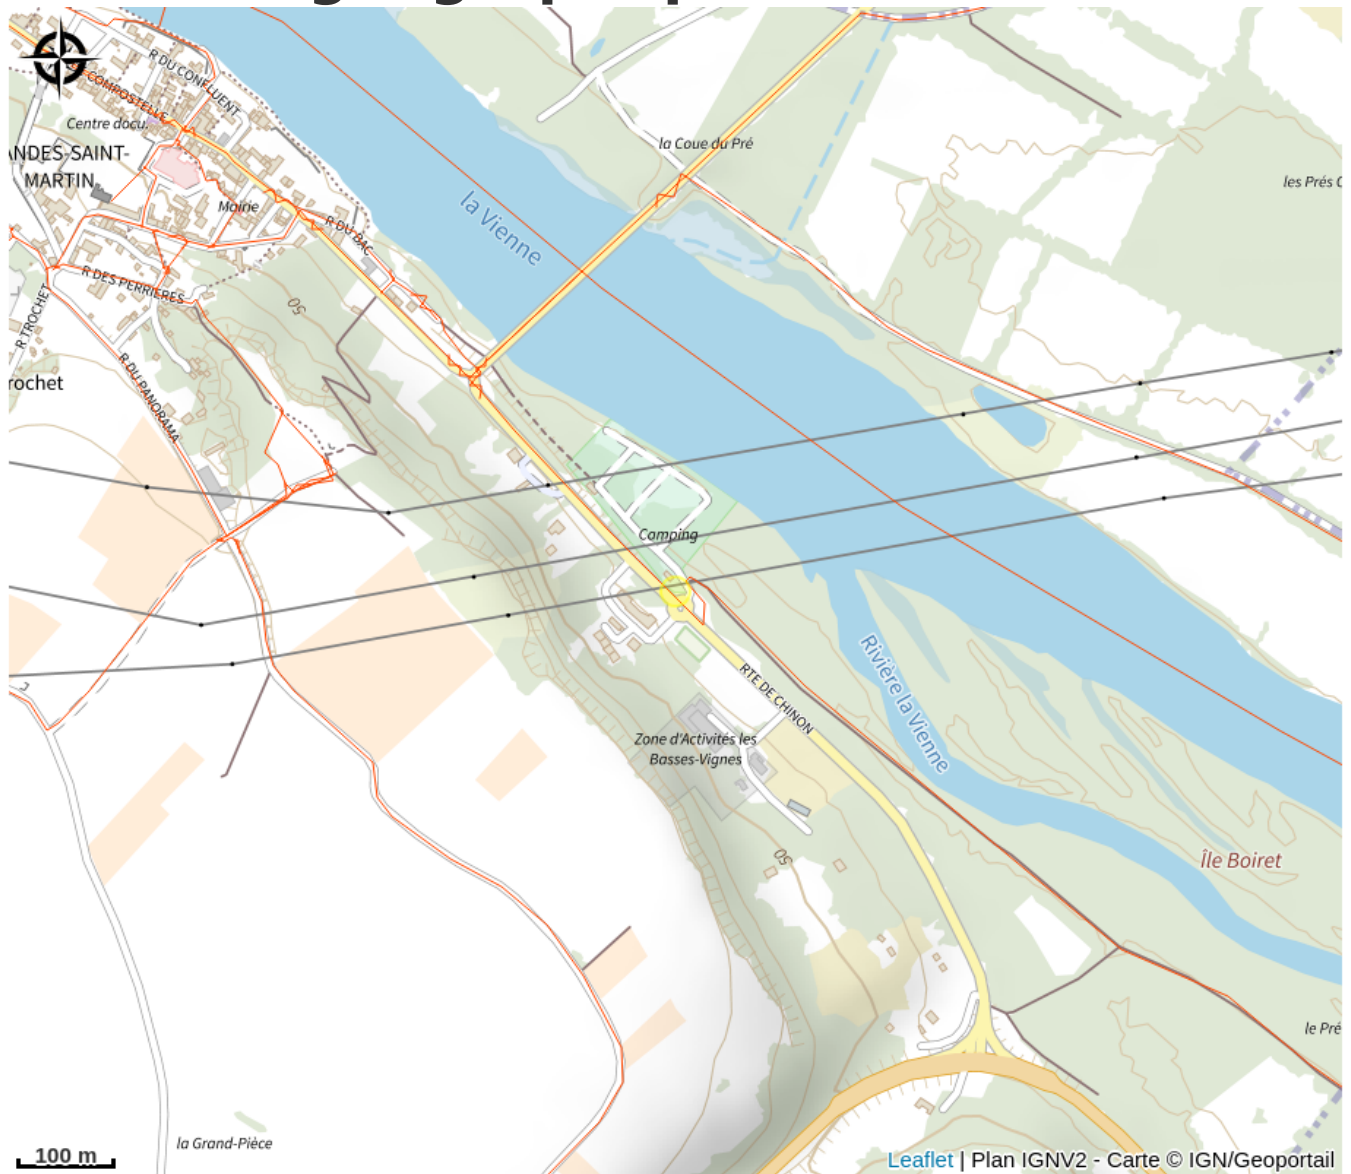 R DU CONFLUENT
COMPOSTELLE
Centre docu.
la Coue du Pré
ANDES-SAINT-
MARTIN
les Prés
Mairie
la Vienne
R DU BAC
R DES PERRIERES
50
R TROCHET
R DU PANORAMA
rochet
Camping
Rivière la Vienne
RTE DE CHINON
Zone d'Activités les
Basses-Vignes
50
Île Boiret
le Pré
la Grand-Pièce
100 m
Leaflet | Plan IGNV2 - Carte © IGN/Geoportail